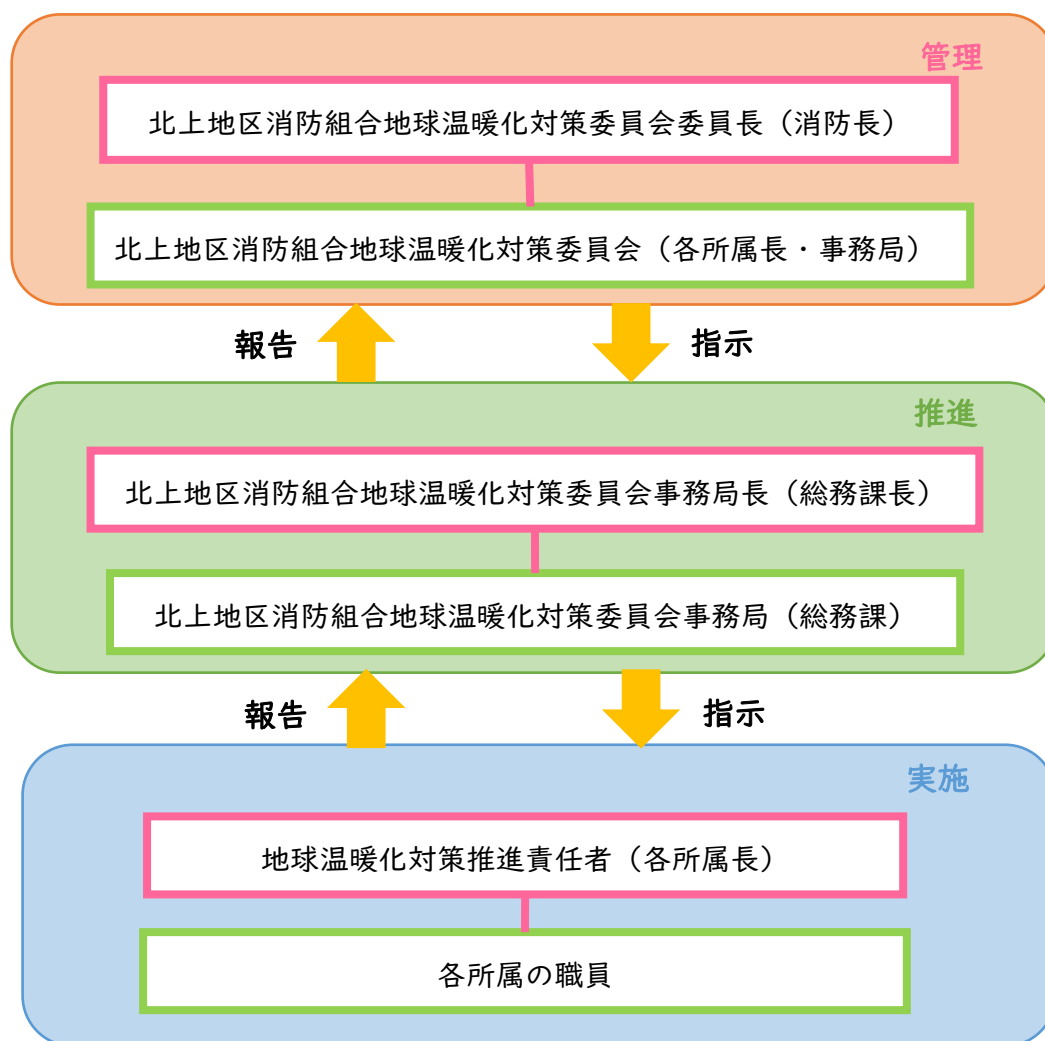 管理
北上地区消防組合地球温暖化対策委員会委員長（消防長）
北上地区消防組合地球温暖化対策委員会（各所属長・事務局）
報告
指示
推進
北上地区消防組合地球温暖化対策委員会事務局長（総務課長）
北上地区消防組合地球温暖化対策委員会事務局（総務課）
報告
指示
実施
地球温暖化対策推進責任者（各所属長）
各所属の職員